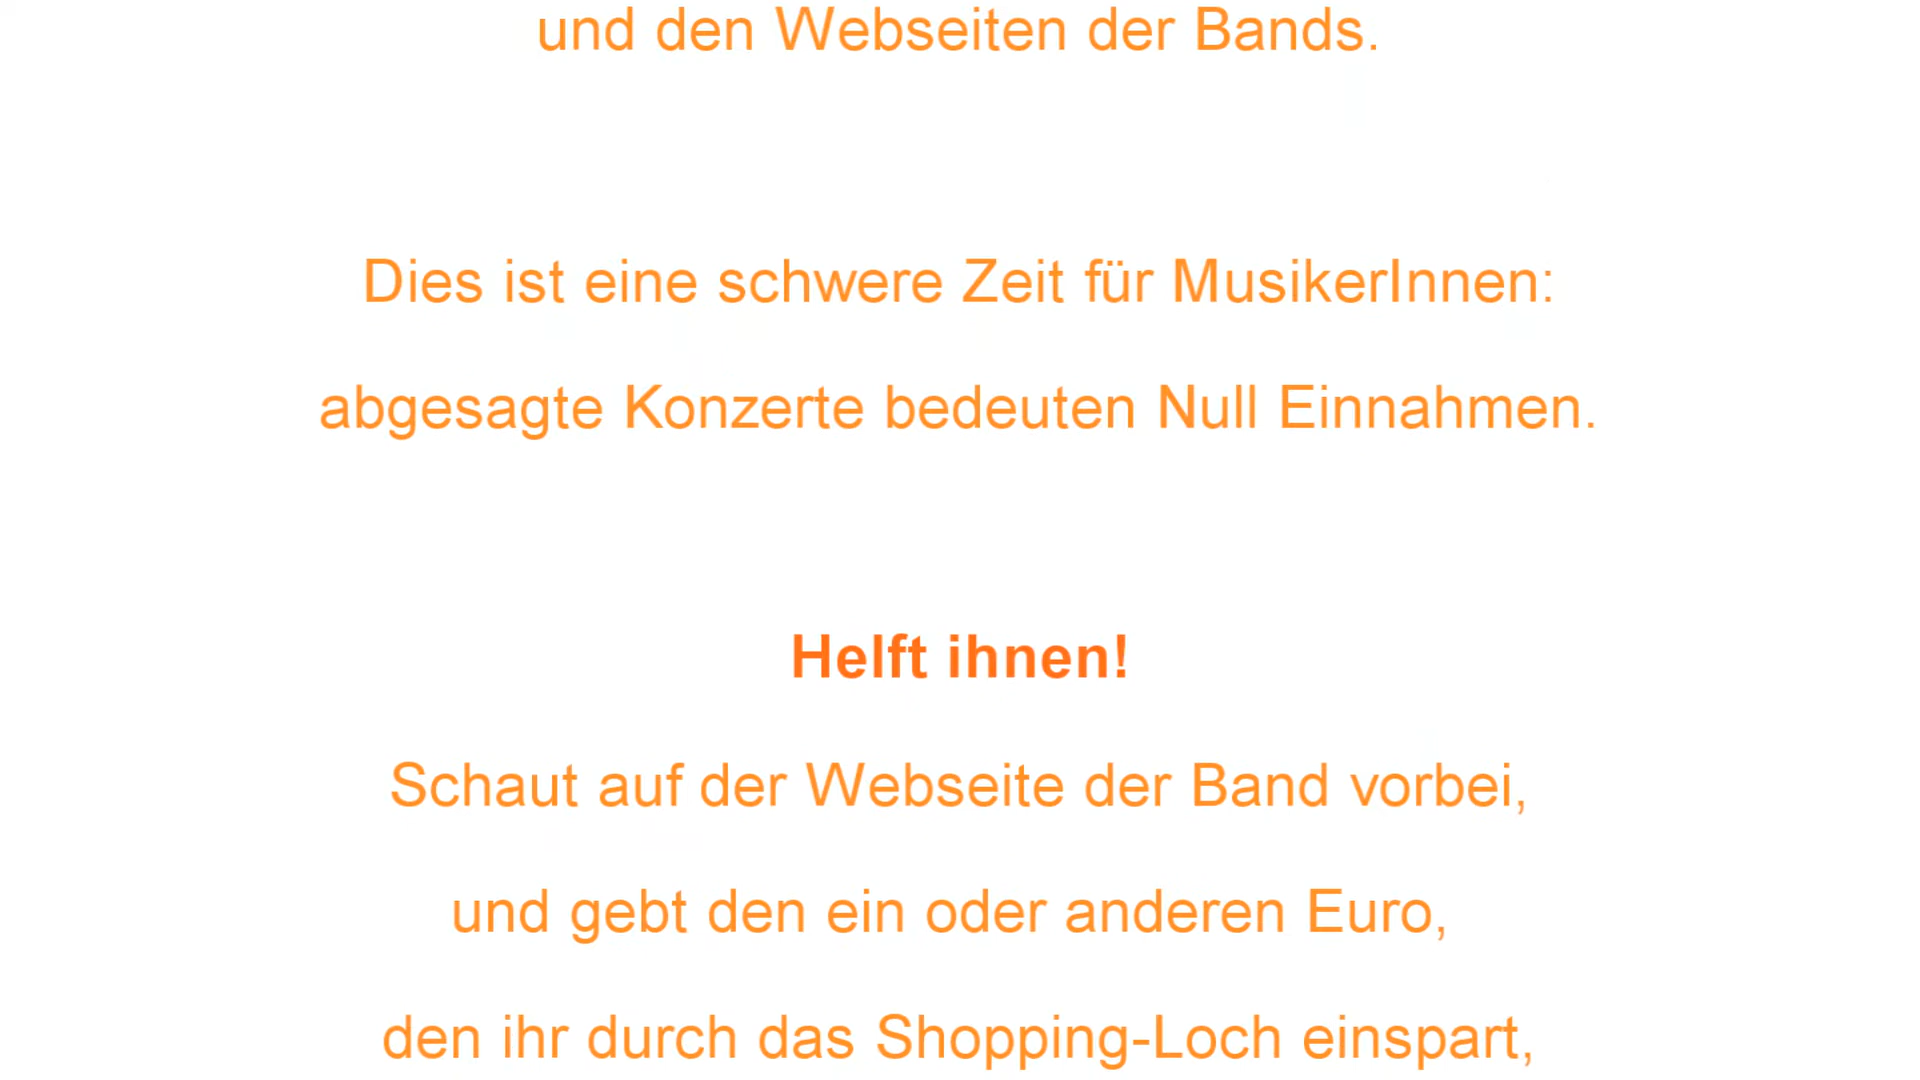 und den Webseiten der Bands.
Dies ist eine schwere Zeit für MusikerInnen:
abgesagte Konzerte bedeuten Null Einnahmen.
Helft ihnen!
Schaut auf der Webseite der Band vorbei,
und gebt den ein oder anderen Euro,
den ihr durch das Shopping-Loch einspart,